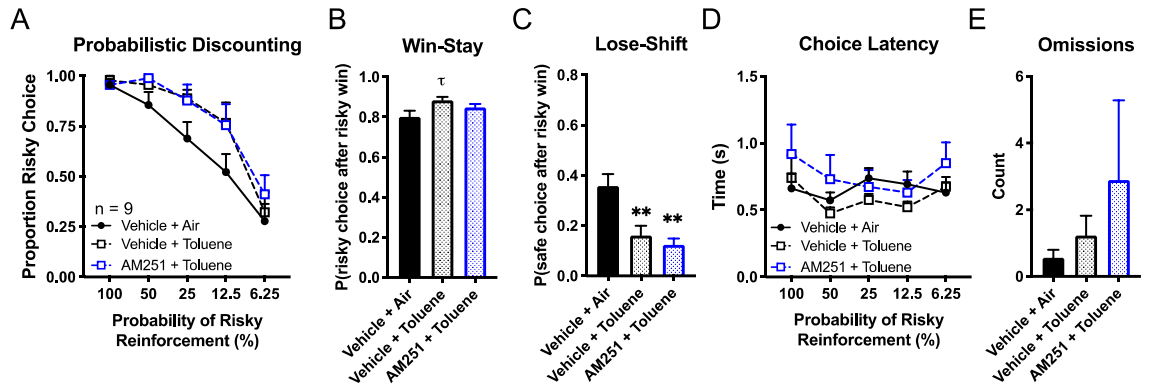 A
Probabilistic Discounting
Proportion Risky Choice
1.00
0.75
0.50
0.25
0.00
n = 9
Vehicle + Air
Vehicle + Toluene
AM251 + Toluene
100 50 25 12.5 6.25
Probability of Risky
Reinforcement (%)
B
Win-Stay
P(risky choice after risky win)
1.0
0.8
0.6
0.4
0.2
0.0
τ
Vehicle + Air
Vehicle + Toluene
AM251 + Toluene
C
Lose-Shift
P(safe choice after risky win)
0.8
0.6
0.4
0.2
0.0
**
**
Vehicle + Air
Vehicle + Toluene
AM251 + Toluene
D
Choice Latency
Time (s)
1.5
1.0
0.5
0.0
Vehicle + Air
Vehicle + Toluene
AM251 + Toluene
100 50 25 12.5 6.25
Probability of Risky
Reinforcement (%)
E
Omissions
Count
6
4
2
0
Vehicle + Air
Vehicle + Toluene
AM251 + Toluene